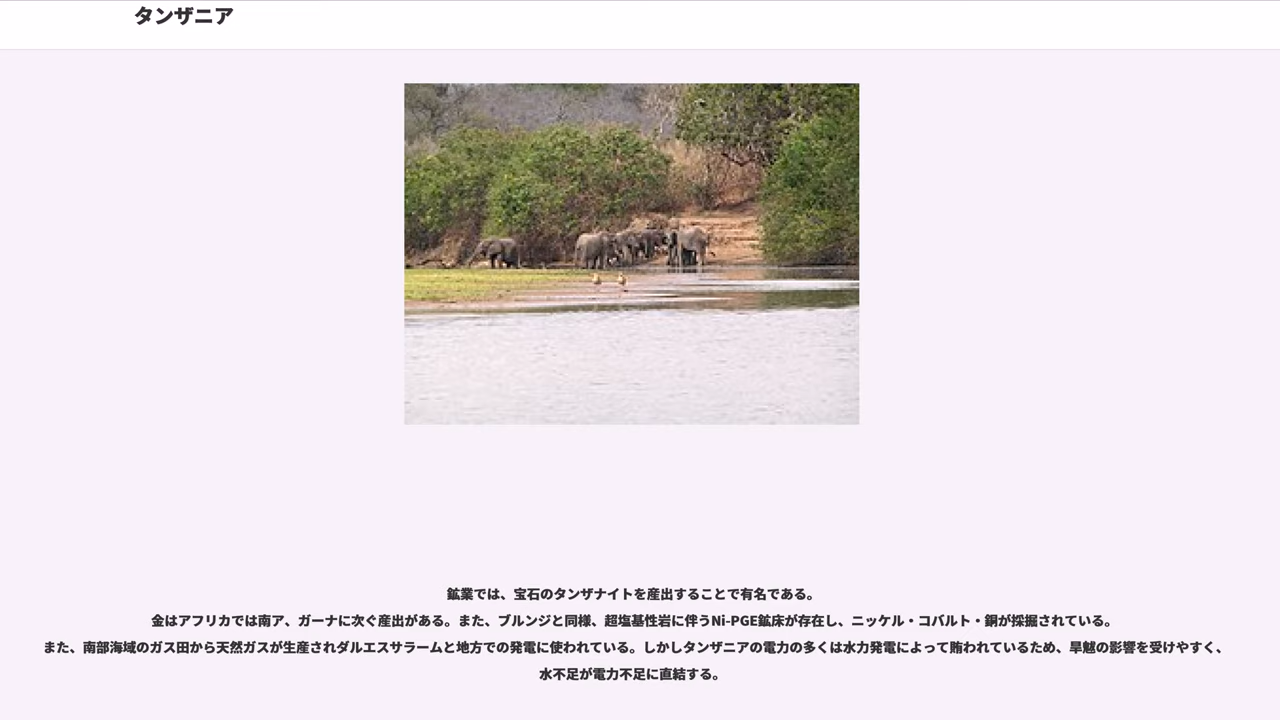 タンザニア
鉱業では、宝石のタンザナイトを産出することで有名である。
金はアフリカでは南ア、ガーナに次ぐ産出がある。また、ブルンジと同様、超塩基性岩に伴うNi-PGE鉱床が存在し、ニッケル・コバルト・銅が採掘されている。
また、南部海域のガス田から天然ガスが生産されダルエスサラームと地方での発電に使われている。しかしタンザニアの電力の多くは水力発電によって賄われているため、旱魃の影響を受けやすく、
水不足が電力不足に直結する。